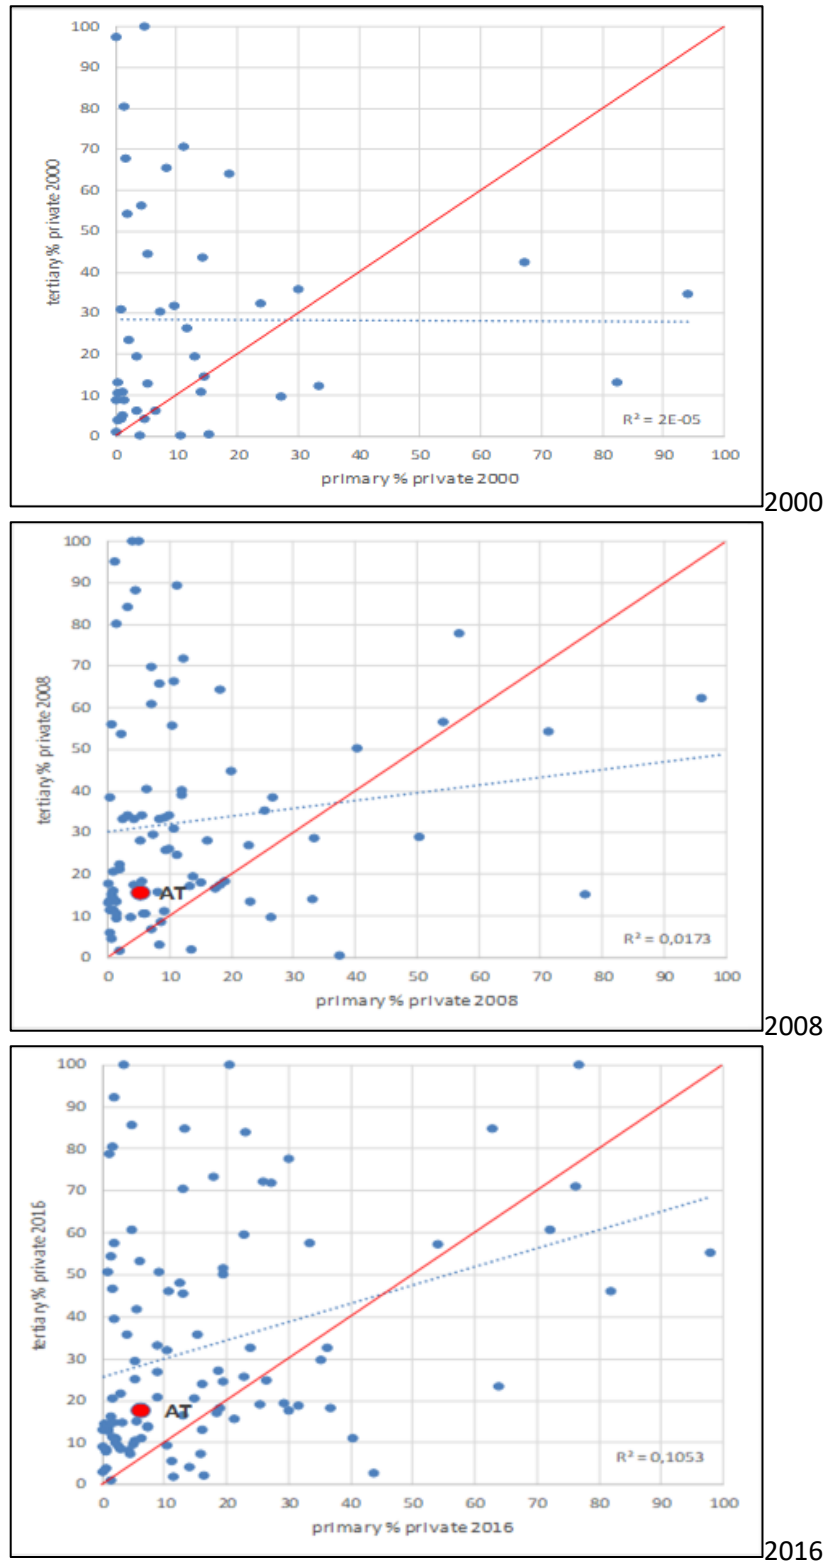 100
90
80
70
60
50
40
30
20
10
0
tertiary % private 2000
R² = 2E-05
0 10 20 30 40 50 60 70 80 90 100
primary % private 2000
2000
100
90
80
70
60
50
40
30
20
10
0
tertiary % private 2008
AT
R² = 0,0173
0 10 20 30 40 50 60 70 80 90 100
primary % private 2008
2008
100
90
80
70
60
50
40
30
20
10
0
tertiary % private 2016
AT
R² = 0,1053
0 10 20 30 40 50 60 70 80 90 100
primary % private 2016
2016